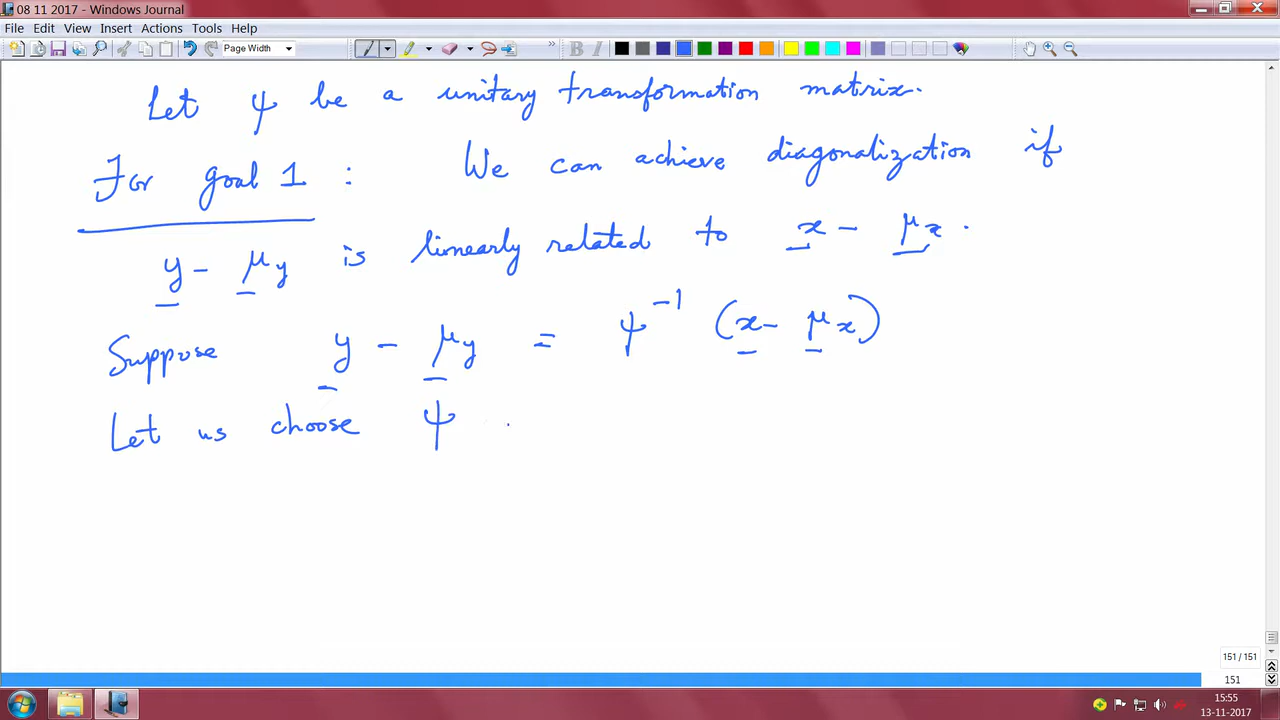 08 11 2017 - Windows Journal
File Edit View Insert Actions Tools Help
Page Width
Let ψ be a unitary transformation matrix.
For goal 1 : We can achieve diagonalization if
y - μy is linearly related to x - μx.
Suppose y - μy = ψ^-1 (x - μx)
Let us choose ψ
151 / 151
151
15:55
13-11-2017